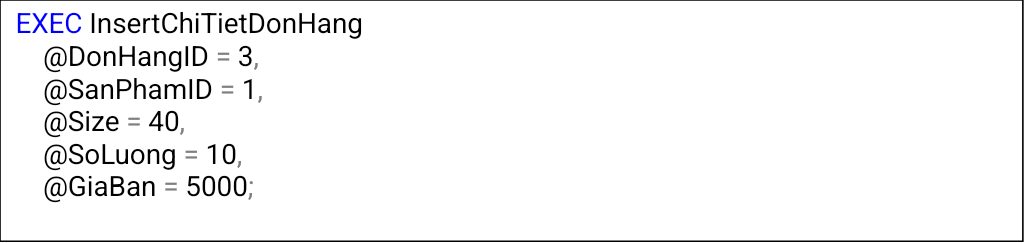 EXEC InsertChiTietDonHang
@DonHangID = 3,
@SanPhamID = 1,
@Size = 40,
@SoLuong = 10,
@GiaBan = 5000;